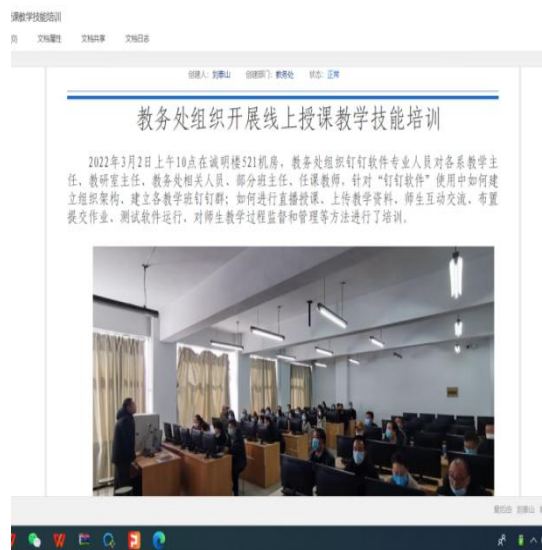 课教学技能培训
文档属性 文档共享 文档日志
创建人：刘泰山 创建部门：教务处 状态：正常
教务处组织开展线上授课教学技能培训
2022年3月2日上午10点在诚明楼521机房，教务处组织钉钉软件专业人员对各系教学主
任、教研室主任、教务处相关人员、部分班主任、任课教师，针对“钉钉软件”使用中如何建
立组织架构、建立各教学班钉钉群；如何进行直播授课、上传教学资料、师生互动交流、布置
提交作业、测试软件运行，对师生教学过程监督和管理等方法进行了培训。